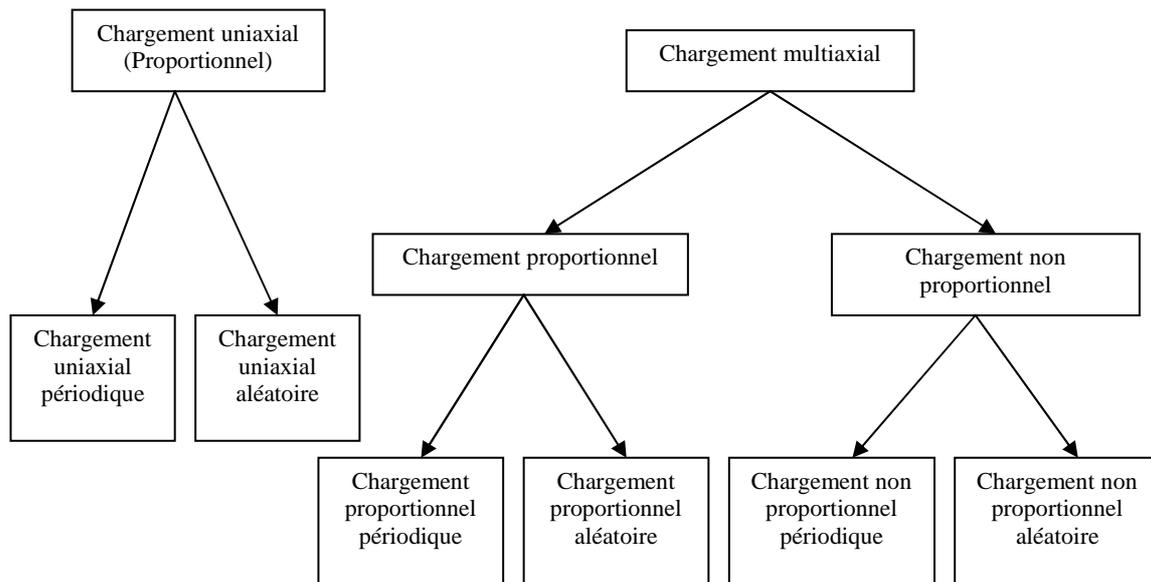 Chargement uniaxial
(Proportionnel)
Chargement multiaxial
Chargement proportionnel
Chargement non
proportionnel
Chargement
uniaxial
périodique
Chargement
uniaxial
aléatoire
Chargement
proportionnel
périodique
Chargement
proportionnel
aléatoire
Chargement non
proportionnel
périodique
Chargement non
proportionnel
aléatoire